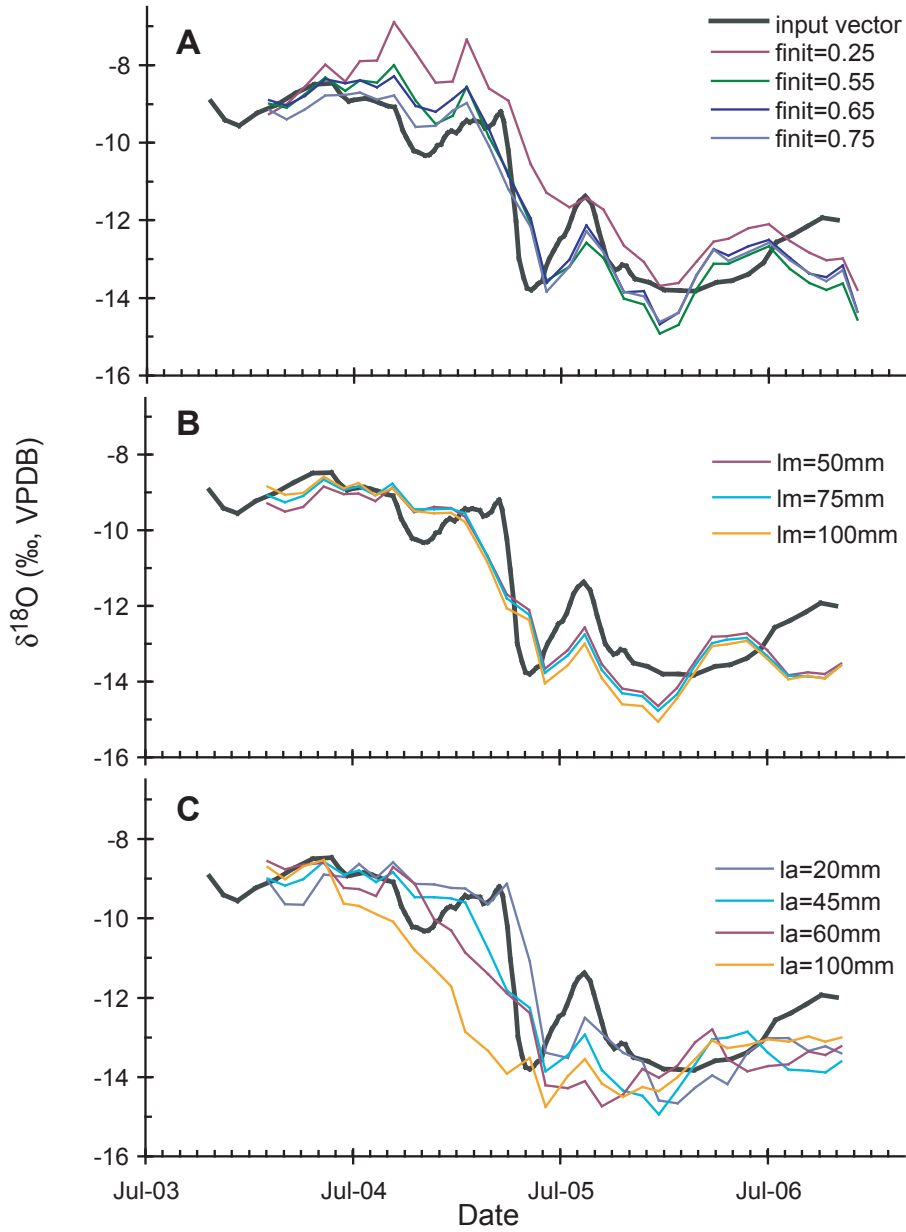 A
input vector
finit=0.25
finit=0.55
finit=0.65
finit=0.75
-8
-10
-12
-14
-16
B
lm=50mm
lm=75mm
lm=100mm
-8
-10
-12
-14
-16
δ18O (‰, VPDB)
C
la=20mm
la=45mm
la=60mm
la=100mm
-8
-10
-12
-14
-16
Jul-03
Jul-04
Jul-05
Jul-06
Date